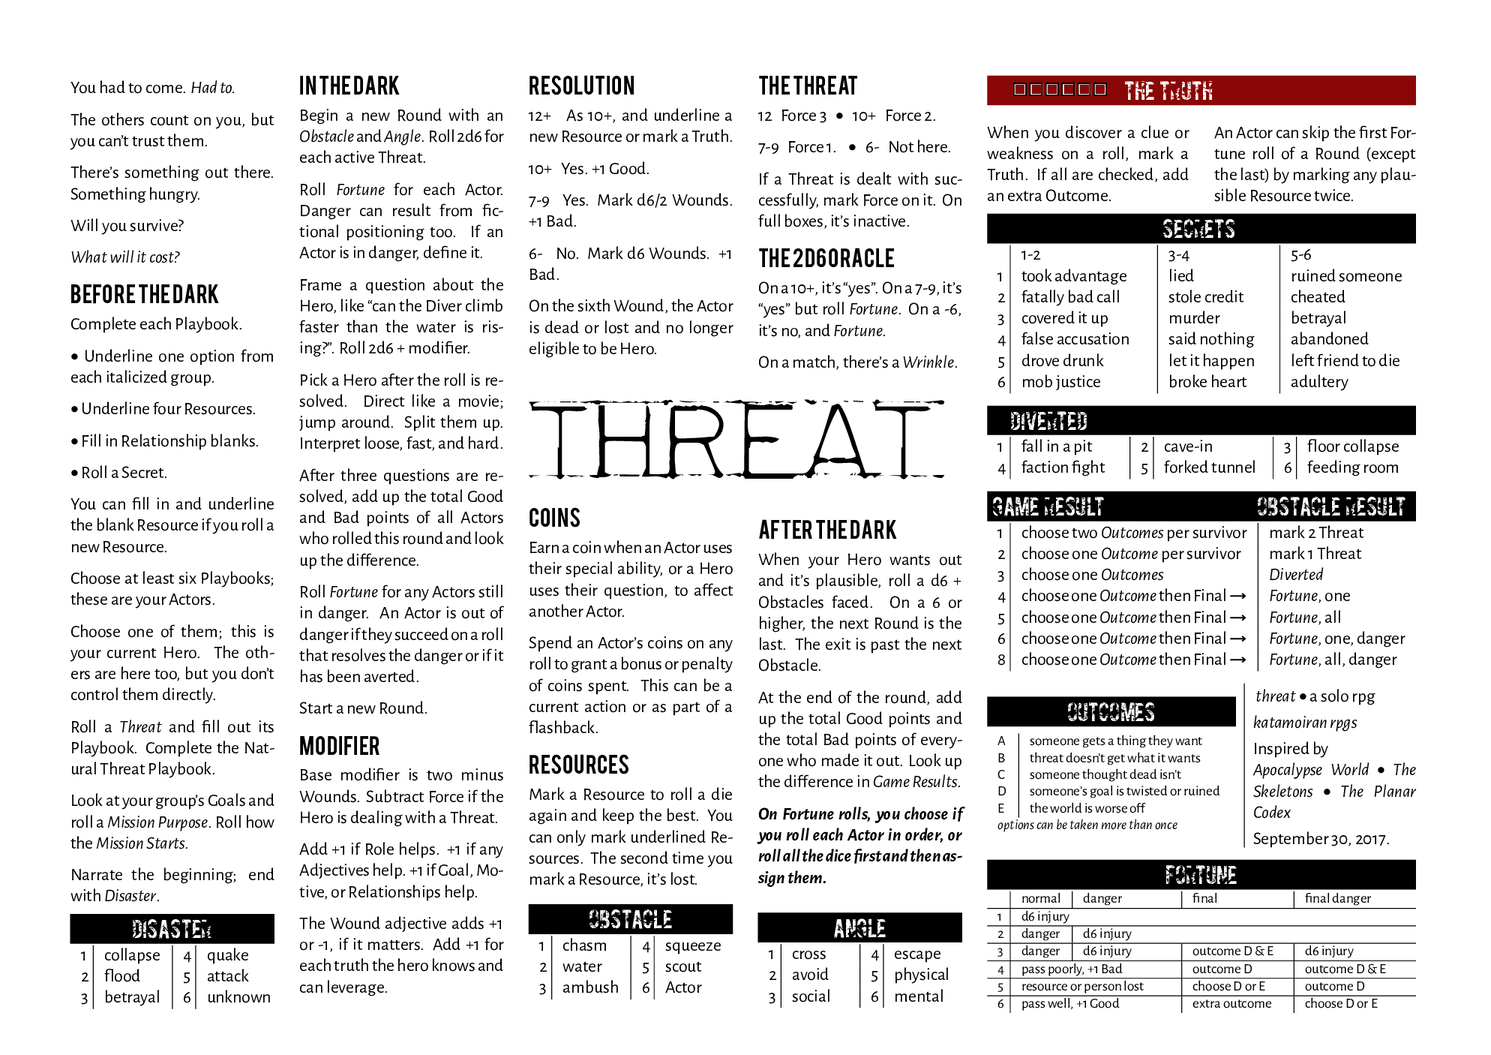 You had to come. Had to.
The others count on you, but
you can't trust them.
There's something out there.
Something hungry.
Will you survive?
What will it cost?
BEFORE THE DARK
Complete each Playbook.
• Underline one option from
each italicized group.
• Underline four Resources.
• Fill in Relationship blanks.
• Roll a Secret.
You can fill in and underline
the blank Resource if you roll a
new Resource.
Choose at least six Playbooks;
these are your Actors.
Choose one of them; this is
your current Hero. The oth-
ers are here too, but you don't
control them directly.
Roll a Threat and fill out its
Playbook. Complete the Nat-
ural Threat Playbook.
Look at your group's Goals and
roll a Mission Purpose. Roll how
the Mission Starts.
Narrate the beginning; end
with Disaster.
DISASTER
1 collapse 4 quake
2 flood 5 attack
3 betrayal 6 unknown
IN THE DARK
Begin a new Round with an
Obstacle and Angle. Roll 2d6 for
each active Threat.
Roll Fortune for each Actor.
Danger can result from fic-
tional positioning too. If an
Actor is in danger, define it.
Frame a question about the
Hero, like “can the Diver climb
faster than the water is ris-
ing?”. Roll 2d6 + modifier.
Pick a Hero after the roll is re-
solved. Direct like a movie;
jump around. Split them up.
Interpret loose, fast, and hard.
After three questions are re-
solved, add up the total Good
and Bad points of all Actors
who rolled this round and look
up the difference.
Roll Fortune for any Actors still
in danger. An Actor is out of
danger if they succeed on a roll
that resolves the danger or if it
has been averted.
Start a new Round.
MODIFIER
Base modifier is two minus
Wounds. Subtract Force if the
Hero is dealing with a Threat.
Add +1 if Role helps. +1 if any
Adjectives help. +1 if Goal, Mo-
tive, or Relationships help.
The Wound adjective adds +1
or -1, if it matters. Add +1 for
each truth the hero knows and
can leverage.
RESOLUTION
12+ As 10+, and underline a
new Resource or mark a Truth.
10+ Yes. +1 Good.
7-9 Yes. Mark d6/2 Wounds.
+1 Bad.
6- No. Mark d6 Wounds. +1
Bad.
On the sixth Wound, the Actor
is dead or lost and no longer
eligible to be Hero.
THE THREAT
12 Force 3 • 10+ Force 2.
7-9 Force 1. • 6- Not here.
If a Threat is dealt with suc-
cessfully, mark Force on it. On
full boxes, it's inactive.
THE 2D6 ORACLE
On a 10+, it's “yes”. On a 7-9, it's
“yes” but roll Fortune. On a -6,
it's no, and Fortune.
On a match, there's a Wrinkle.
THREAT
COINS
Earn a coin when an Actor uses
their special ability, or a Hero
uses their question, to affect
another Actor.
Spend an Actor's coins on any
roll to grant a bonus or penalty
of coins spent. This can be a
current action or as part of a
flashback.
RESOURCES
Mark a Resource to roll a die
again and keep the best. You
can only mark underlined Re-
sources. The second time you
mark a Resource, it's lost.
OBSTACLE
1 chasm 4 squeeze
2 water 5 scout
3 ambush 6 Actor
AFTER THE DARK
When your Hero wants out
and it's plausible, roll a d6 +
Obstacles faced. On a 6 or
higher, the next Round is the
last. The exit is past the next
Obstacle.
At the end of the round, add
up the total Good points and
the total Bad points of every-
one who made it out. Look up
the difference in Game Results.
On Fortune rolls, you choose if
you roll each Actor in order, or
roll all the dice first and then as-
sign them.
ANGLE
1 cross 4 escape
2 avoid 5 physical
3 social 6 mental
□□□□□□ THE TRUTH
When you discover a clue or
weakness on a roll, mark a
Truth. If all are checked, add
an extra Outcome.
An Actor can skip the first For-
tune roll of a Round (except
the last) by marking any plau-
sible Resource twice.
SECRETS
1-2 3-4 5-6
1 took advantage lied ruined someone
2 fatally bad call stole credit cheated
3 covered it up murder betrayal
4 false accusation said nothing abandoned
5 drove drunk let it happen left friend to die
6 mob justice broke heart adultery
DIVERTED
1 fall in a pit 2 cave-in 3 floor collapse
4 faction fight 5 forked tunnel 6 feeding room
GAME RESULT OBSTACLE RESULT
1 choose two Outcomes per survivor mark 2 Threat
2 choose one Outcome per survivor mark 1 Threat
3 choose one Outcomes Diverted
4 choose one Outcome then Final → Fortune, one
5 choose one Outcome then Final → Fortune, all
6 choose one Outcome then Final → Fortune, one, danger
8 choose one Outcome then Final → Fortune, all, danger
OUTCOMES
A someone gets a thing they want
B threat doesn't get what it wants
C someone thought dead isn't
D someone's goal is twisted or ruined
E the world is worse off
options can be taken more than once
threat • a solo rpg
katamoiran rpgs
Inspired by
Apocalypse World • The
Skeletons • The Planar
Codex
September 30, 2017.
FORTUNE
normal danger final final danger
1 d6 injury
2 danger d6 injury
3 danger d6 injury outcome D & E d6 injury
4 pass poorly, +1 Bad outcome D outcome D & E
5 resource or person lost choose D or E outcome D
6 pass well, +1 Good extra outcome choose D or E